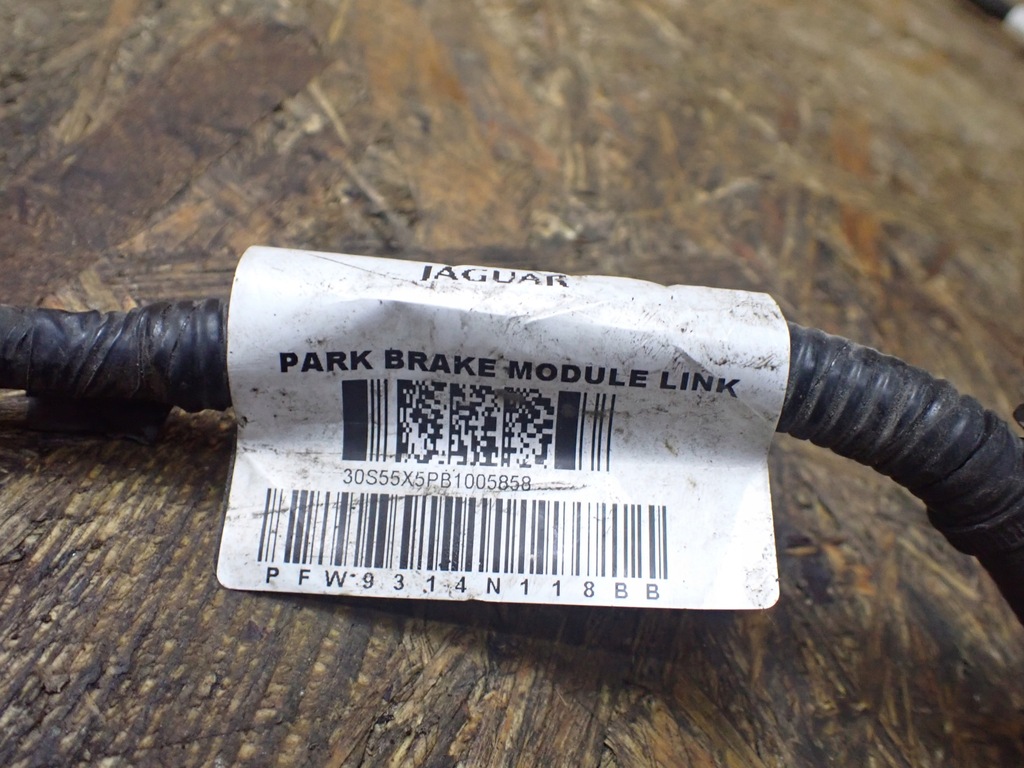 JAGUAR
PARK BRAKE MODULE LINK
30S55X5PB1005858
PFW9314N118BB